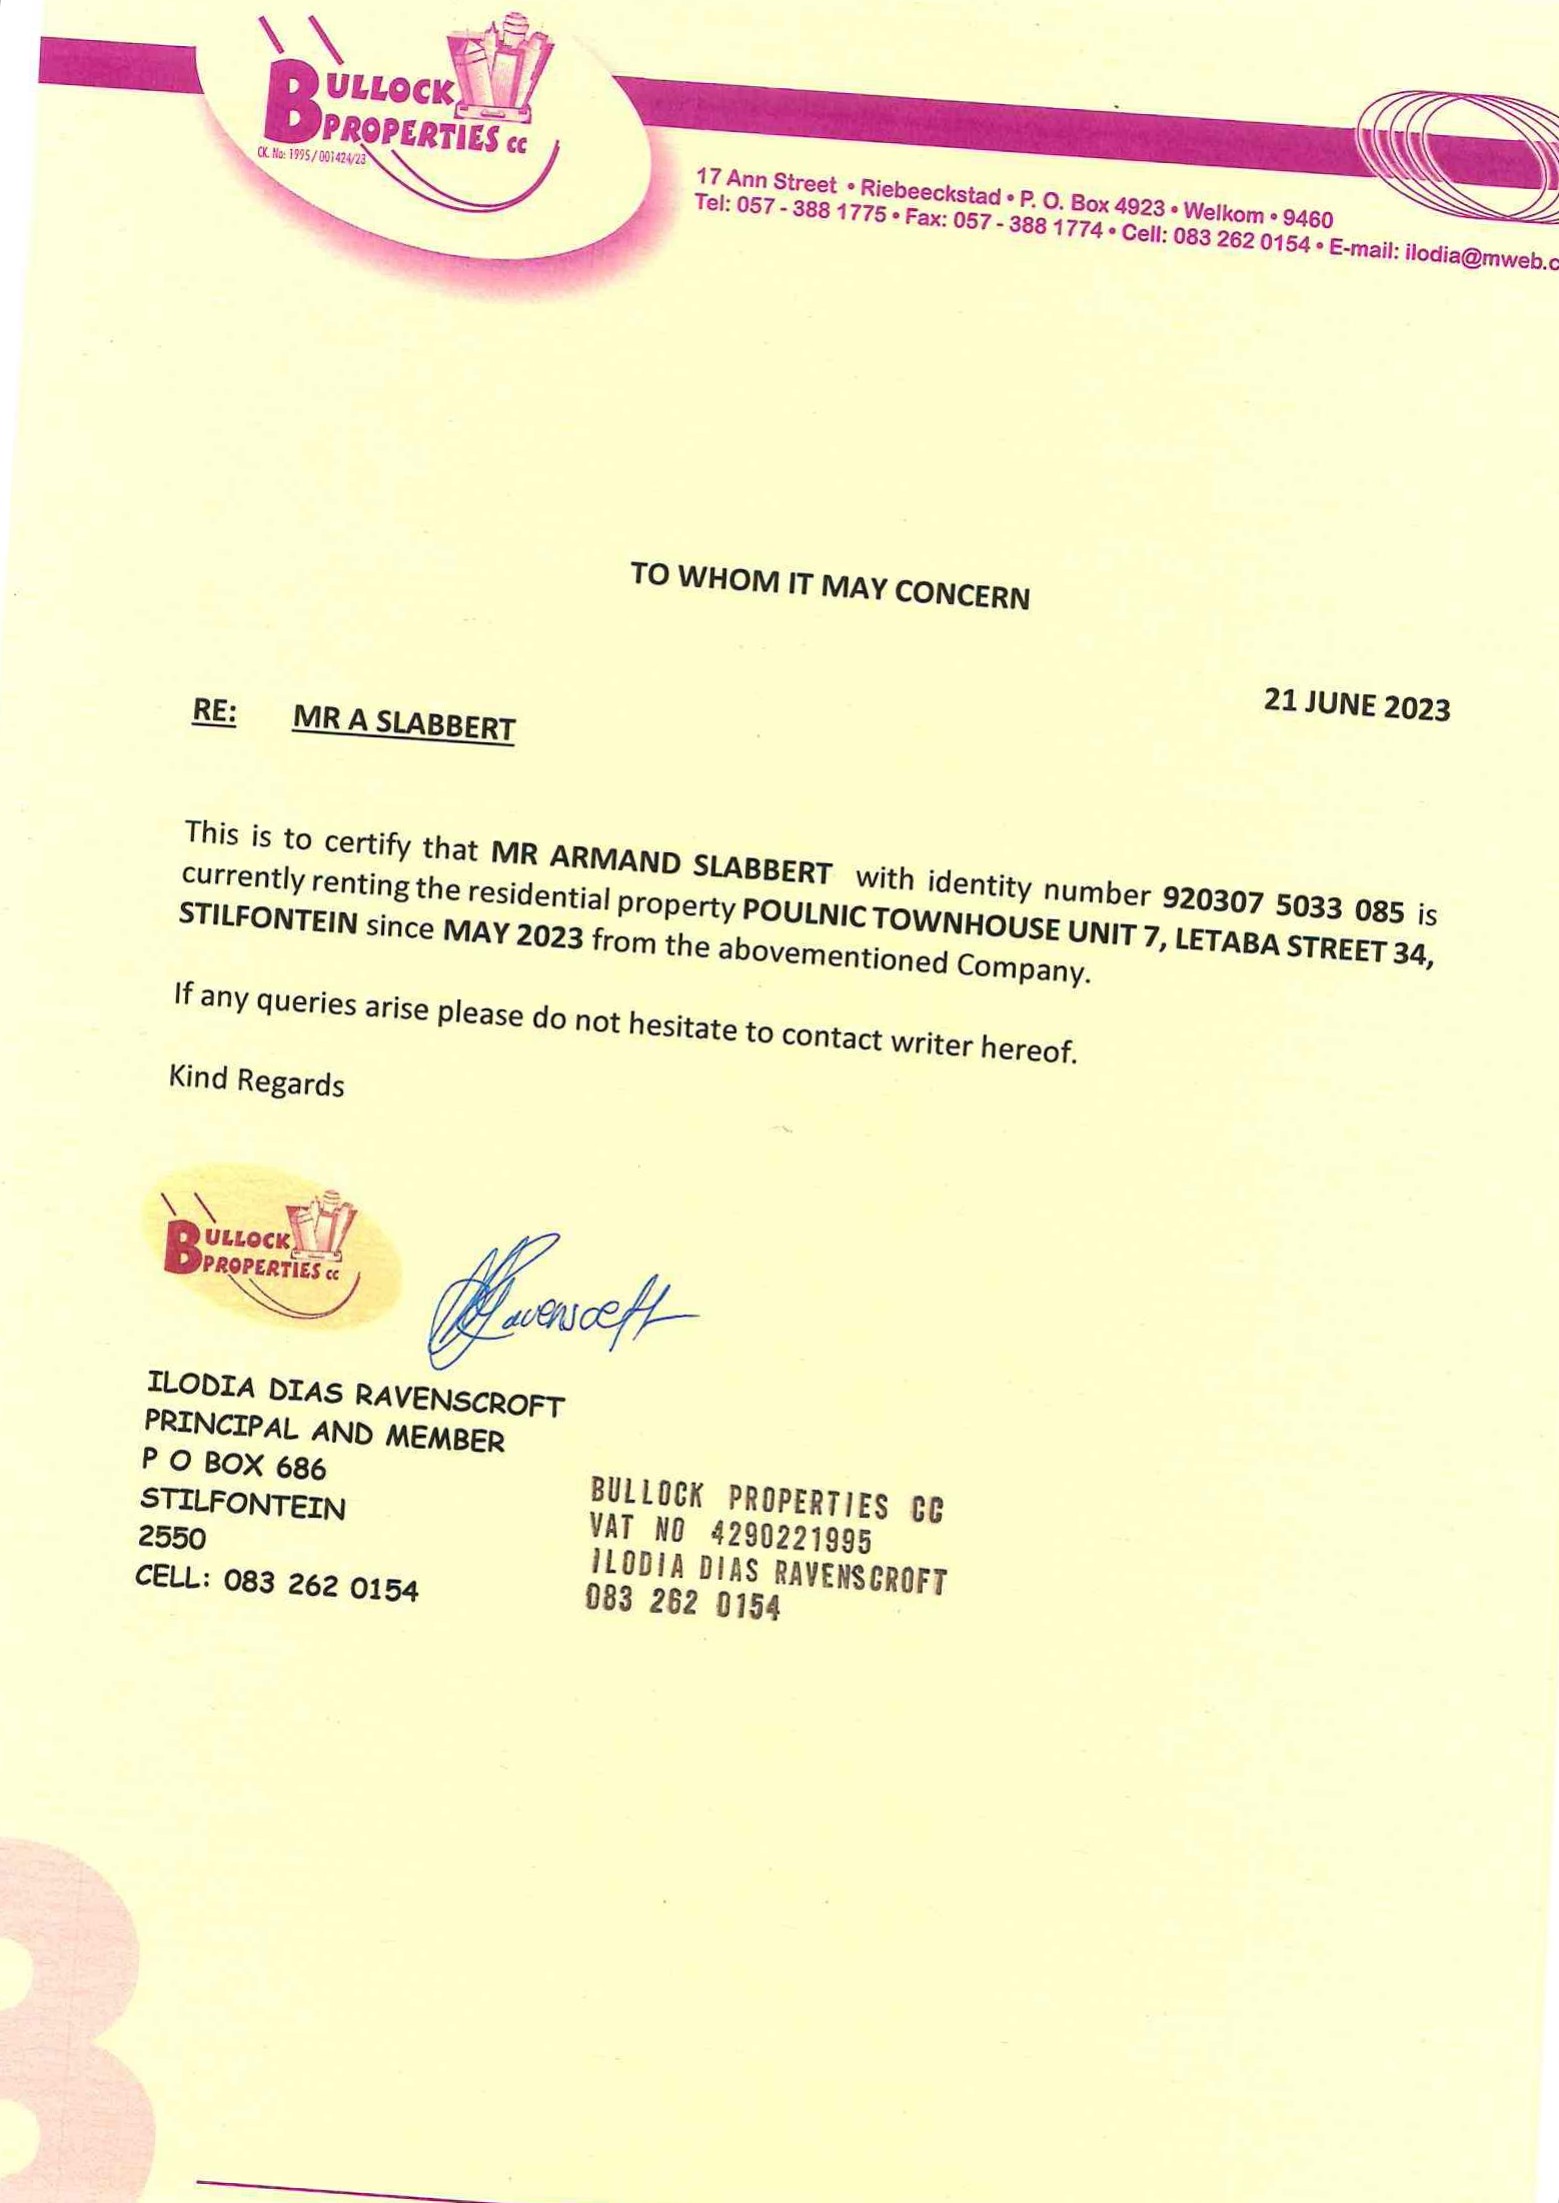 BULLOCK
PROPERTIES cc
CK. No: 1995/001424/23
17 Ann Street • Riebeeckstad • P. O. Box 4923 • Welkom • 9460
Tel: 057 - 388 1775 • Fax: 057 - 388 1774 • Cell: 083 262 0154 • E-mail: ilodia@mweb.c
TO WHOM IT MAY CONCERN
21 JUNE 2023
RE: MR A SLABBERT
This is to certify that MR ARMAND SLABBERT with identity number 920307 5033 085 is
currently renting the residential property POULNIC TOWNHOUSE UNIT 7, LETABA STREET 34,
STILFONTEIN since MAY 2023 from the abovementioned Company.
If any queries arise please do not hesitate to contact writer hereof.
Kind Regards
BULLOCK
PROPERTIES cc
ILODIA DIAS RAVENSCROFT
PRINCIPAL AND MEMBER
P O BOX 686
STILFONTEIN
2550
CELL: 083 262 0154
BULLOCK PROPERTIES CC
VAT NO 4290221995
ILODIA DIAS RAVENSCROFT
083 262 0154